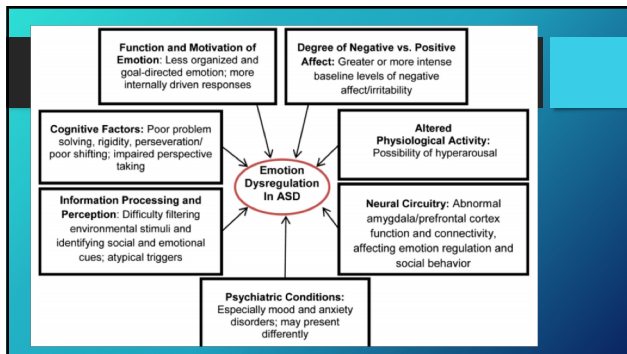 Function and Motivation of
Emotion: Less organized and
goal-directed emotion; more
internally driven responses
Degree of Negative vs. Positive
Affect: Greater or more intense
baseline levels of negative
affect/irritability
Cognitive Factors: Poor problem
solving, rigidity, perseveration/
poor shifting; impaired perspective
taking
Altered
Physiological Activity:
Possibility of hyperarousal
Emotion
Dysregulation
In ASD
Information Processing and
Perception: Difficulty filtering
environmental stimuli and
identifying social and emotional
cues; atypical triggers
Neural Circuitry: Abnormal
amygdala/prefrontal cortex
function and connectivity,
affecting emotion regulation and
social behavior
Psychiatric Conditions:
Especially mood and anxiety
disorders; may present
differently